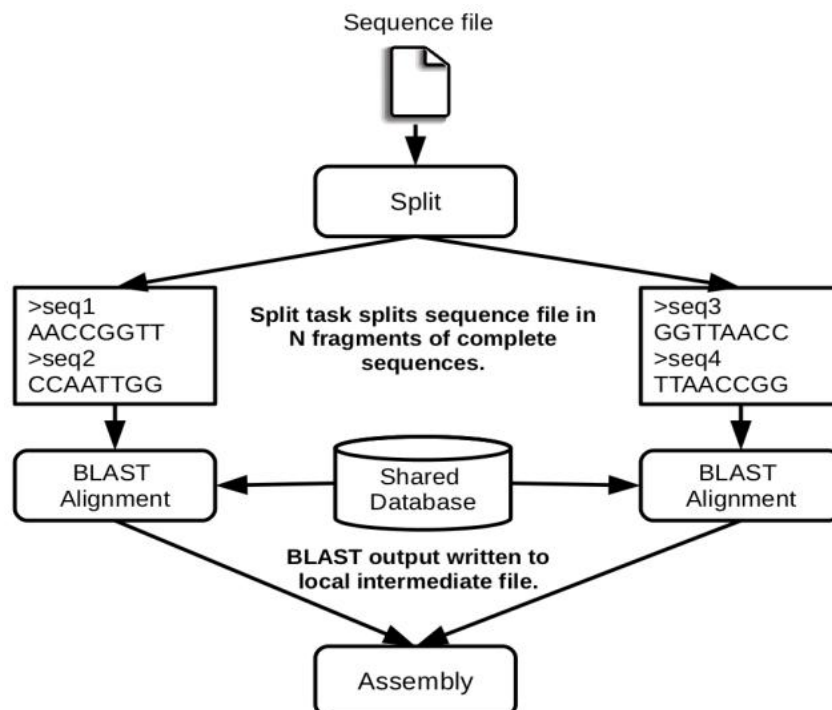 Sequence file
Split
>seq1
AACCGGTT
>seq2
CCAATTGG
Split task splits sequence file in
N fragments of complete
sequences.
>seq3
GGTTAACC
>seq4
TTAACCGG
BLAST
Alignment
Shared
Database
BLAST
Alignment
BLAST output written to
local intermediate file.
Assembly